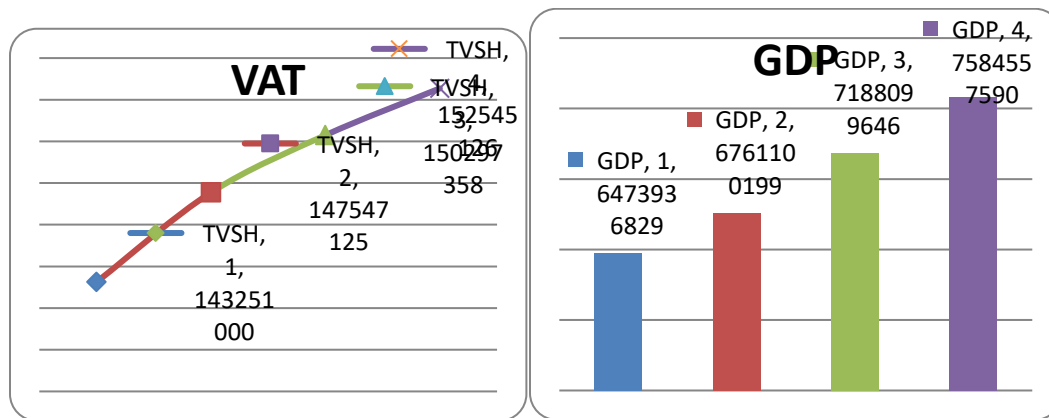 VAT
TVSH,
4,
152545
126
TVSH,
3,
150297
358
TVSH,
2,
147547
125
TVSH,
1,
143251
000
GDP
GDP, 4,
758455
7590
GDP, 3,
718809
9646
GDP, 2,
676110
0199
GDP, 1,
647393
6829